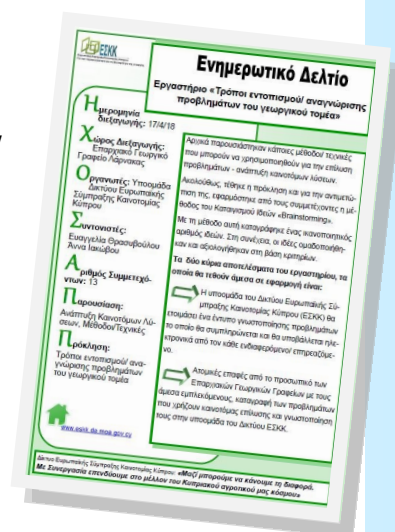 ΕΣΚΚ
Ενημερωτικό Δελτίο
Εργαστήριο «Τρόποι εντοπισμού/ αναγνώρισης
προβλημάτων του γεωργικού τομέα»
Ημερομηνία
διεξαγωγής: 17/4/18
Χώρος Διεξαγωγής:
Επαρχιακό Γεωργικό
Γραφείο Λάρνακας
Οργανωτές: Υποομάδα
Δικτύου Ευρωπαϊκής
Σύμπραξης Καινοτομίας
Κύπρου
Συντονιστές:
Ευαγγελία Θρασυβούλου
Άννα Ιακώβου
Αριθμός Συμμετεχό-
ντων: 13
Παρουσίαση:
Ανάπτυξη Καινοτόμων Λύ-
σεων, Μέθοδοι/Τεχνικές
Πρόκληση:
Τρόποι εντοπισμού/ ανα-
γνώρισης προβλημάτων
του γεωργικού τομέα
www.eskk.da.moa.gov.cy
Αρχικά παρουσιάστηκαν κάποιες μέθοδοι/ τεχνικές
που μπορούν να χρησιμοποιηθούν για την επίλυση
προβλημάτων - ανάπτυξη καινοτόμων λύσεων.
Ακολούθως, τέθηκε η πρόκληση και για την αντιμετώ-
πιση της, εφαρμόστηκε από τους συμμετέχοντες η μέ-
θοδος του Καταιγισμού Ιδεών «Brainstorming».
Με τη μέθοδο αυτή καταγράφηκε ένας ικανοποιητικός
αριθμός ιδεών. Στη συνέχεια, οι ιδέες ομαδοποιήθη-
καν και αξιολογήθηκαν στη βάση κριτηρίων.
Τα δύο κύρια αποτελέσματα του εργαστηρίου, τα
οποία θα τεθούν άμεσα σε εφαρμογή είναι:
Η υποομάδα του Δικτύου Ευρωπαϊκής Σύ-
μπραξης Καινοτομίας Κύπρου (ΕΣΚΚ) θα
ετοιμάσει ένα έντυπο γνωστοποίησης προβλημάτων
το οποίο θα συμπληρώνεται και θα υποβάλλεται ηλε-
κτρονικά από τον κάθε ενδιαφερόμενο/ επηρεαζόμε-
νο.
Ατομικές επαφές από το προσωπικό των
Επαρχιακών Γεωργικών Γραφείων με τους
άμεσα εμπλεκόμενους, καταγραφή των προβλημάτων
που χρήζουν καινοτόμας επίλυσης και γνωστοποίηση
τους στην υποομάδα του Δικτύου ΕΣΚΚ.
Δίκτυο Ευρωπαϊκής Σύμπραξης Καινοτομίας Κύπρου: «Μαζί μπορούμε να κάνουμε τη διαφορά.
Με Συνεργασία επενδύουμε στο μέλλον του Κυπριακού αγροτικού μας κόσμου»